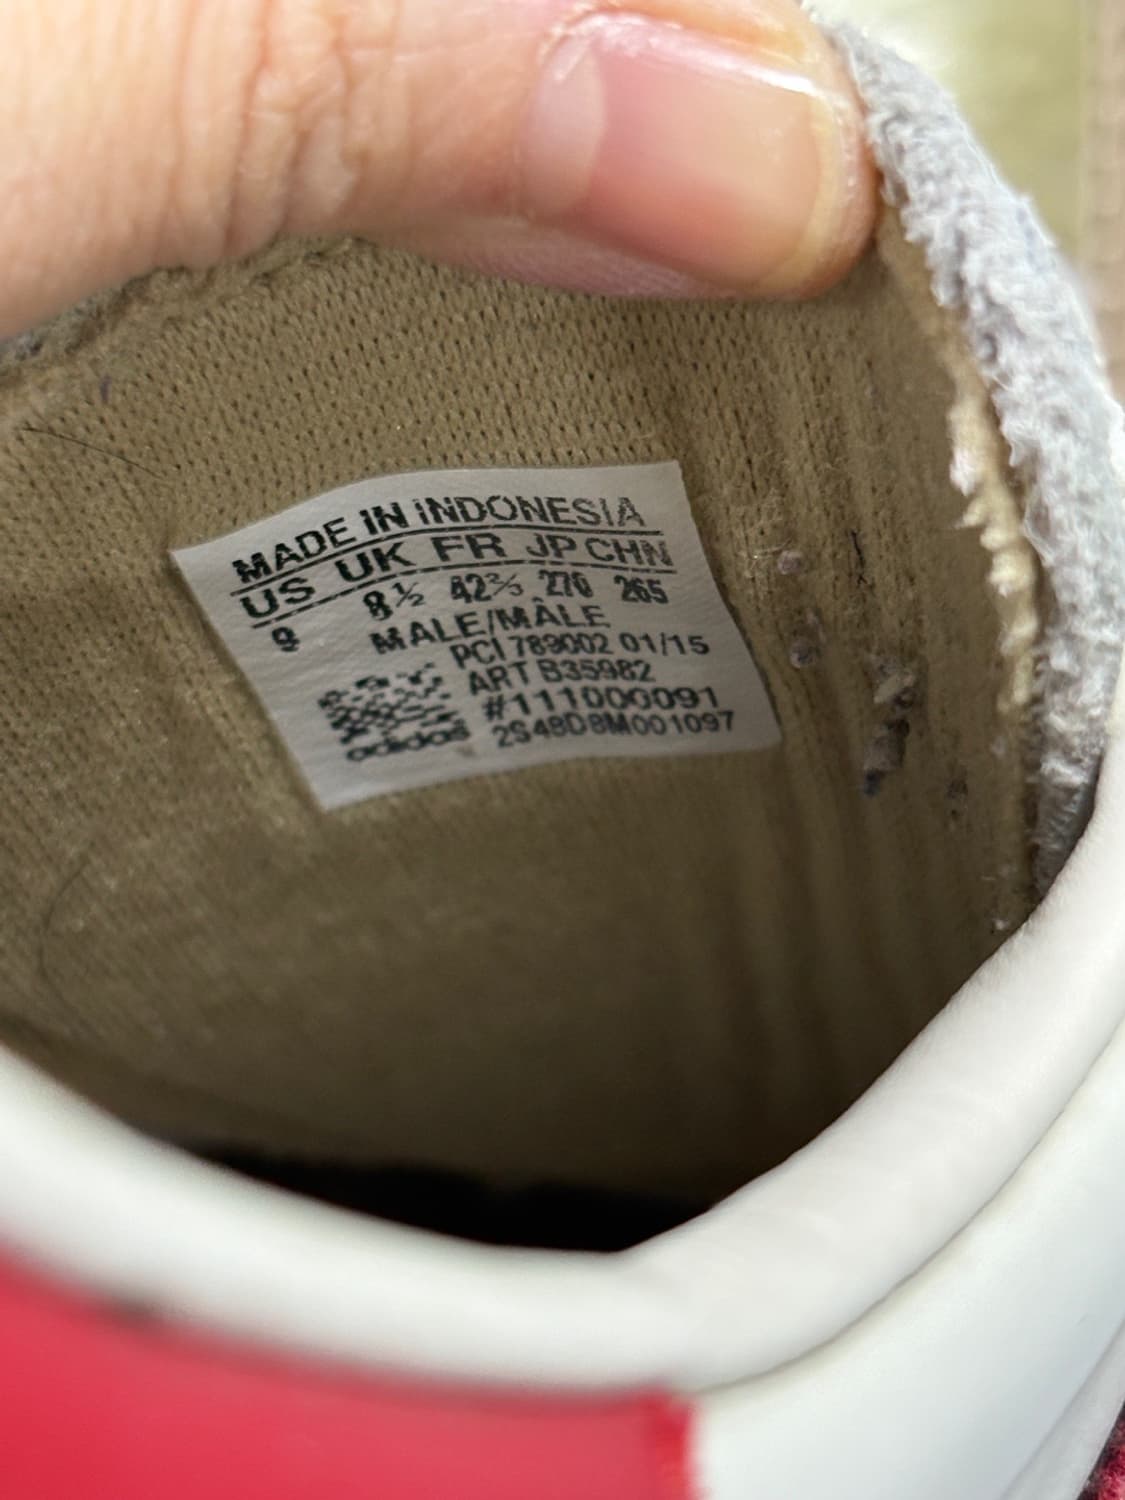 MADE IN INDONESIA
US UK FR JP CHN
9 8½ 42⅔ 270 265
MALE/MÂLE
PCI 789002 01/15
ART B35982
#111000091
2S48D8M001097
adidas